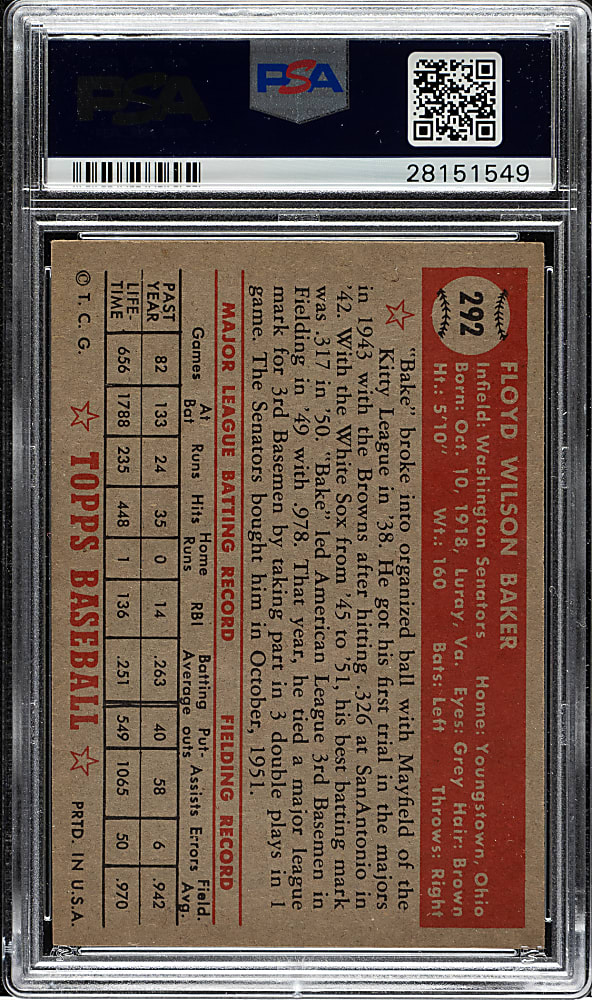 PSA
PSA
28151549
292
FLOYD WILSON BAKER
Infield: Washington Senators Home: Youngstown, Ohio
Born: Oct. 10, 1918, Luray, Va. Eyes: Grey Hair: Brown
Ht.: 5'10" Wt.: 160 Bats: Left Throws: Right
"Bake" broke into organized ball with Mayfield of the
Kitty League in '38. He got his first trial in the majors
in 1943 with the Browns after hitting .326 at SanAntonio in
'42. With the White Sox from '45 to '51, his best batting mark
was .317 in '50. "Bake" led American League 3rd Basemen in
Fielding in '49 with .978. That year, he tied a major league
mark for 3rd Basemen by taking part in 3 double plays in 1
game. The Senators bought him in October, 1951.
MAJOR LEAGUE BATTING RECORD FIELDING RECORD
Games At Bat Runs Hits Home Runs RBI Batting Average Put-outs Assists Errors Field. Avg.
PAST YEAR 82 133 24 35 0 14 .263 40 58 6 .942
LIFE-TIME 656 1788 235 448 1 136 .251 549 1065 50 .970
© T. C. G. TOPPS BASEBALL PRTD. IN U.S.A.